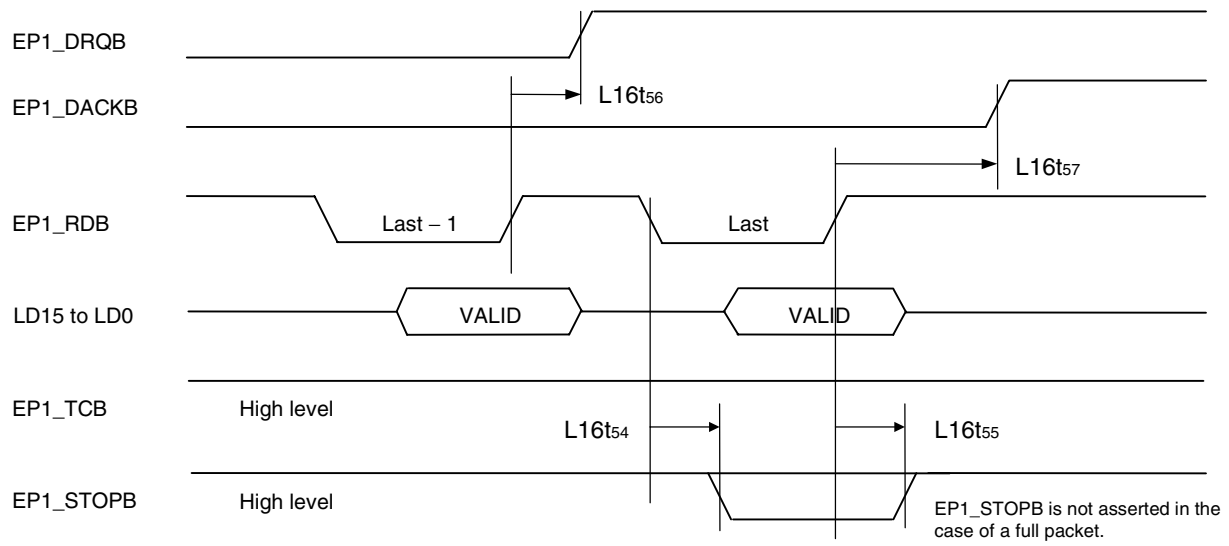 EP1_DRQB
L16t56
EP1_DACKB
L16t57
EP1_RDB
Last – 1
Last
LD15 to LD0
VALID
VALID
EP1_TCB
High level
L16t54
L16t55
EP1_STOPB
High level
EP1_STOPB is not asserted in the
case of a full packet.